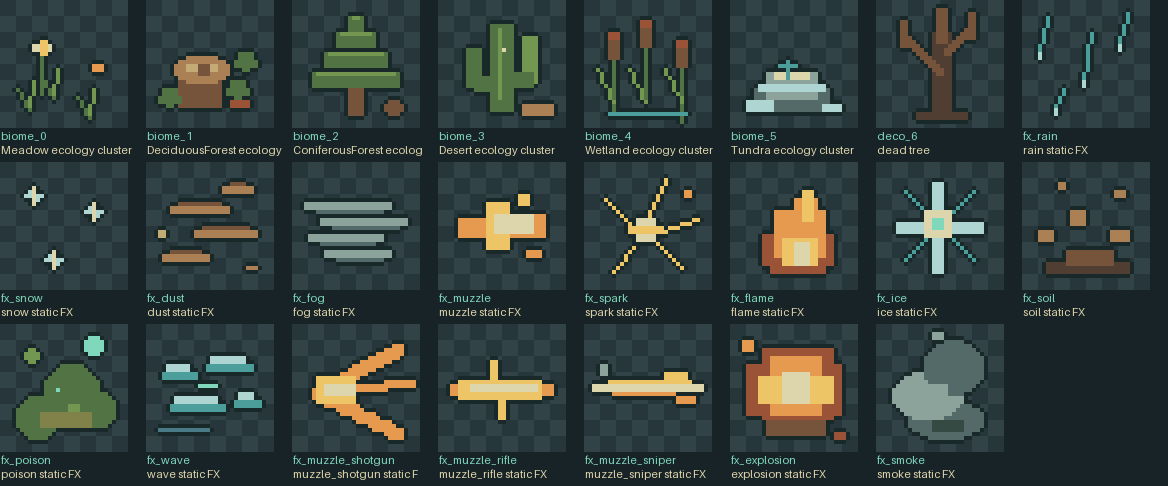 biome_0 biome_1 biome_2 biome_3 biome_4 biome_5 deco_6 fx_rain
Meadow ecology cluster DeciduousForest ecology ConiferousForest ecolog Desert ecology cluster Wetland ecology cluster Tundra ecology cluster dead tree rain static FX
fx_snow fx_dust fx_fog fx_muzzle fx_spark fx_flame fx_ice fx_soil
snow static FX dust static FX fog static FX muzzle static FX spark static FX flame static FX ice static FX soil static FX
fx_poison fx_wave fx_muzzle_shotgun fx_muzzle_rifle fx_muzzle_sniper fx_explosion fx_smoke
poison static FX wave static FX muzzle_shotgun static F muzzle_rifle static FX muzzle_sniper static FX explosion static FX smoke static FX